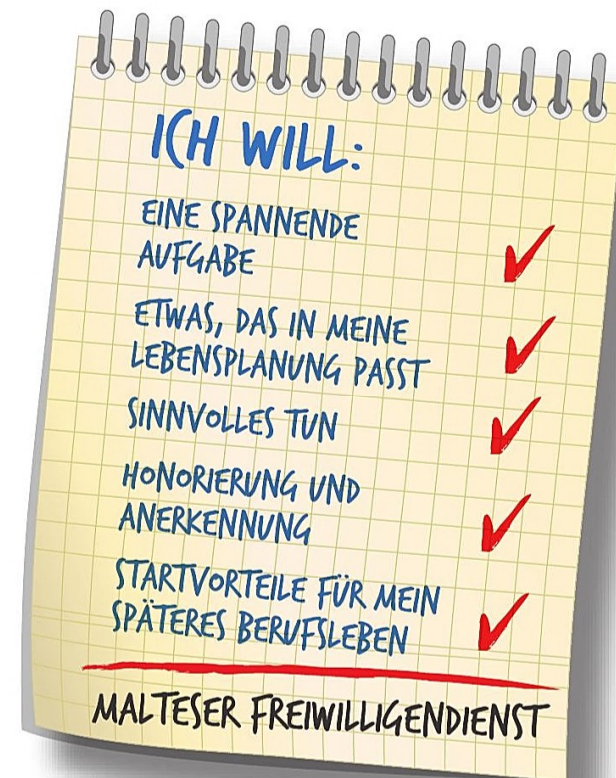 ICH WILL:
EINE SPANNENDE
AUFGABE
ETWAS, DAS IN MEINE
LEBENSPLANUNG PASST
SINNVOLLES TUN
HONORIERUNG UND
ANERKENNUNG
STARTVORTEILE FÜR MEIN
SPÄTERES BERUFSLEBEN
MALTESER FREIWILLIGENDIENST